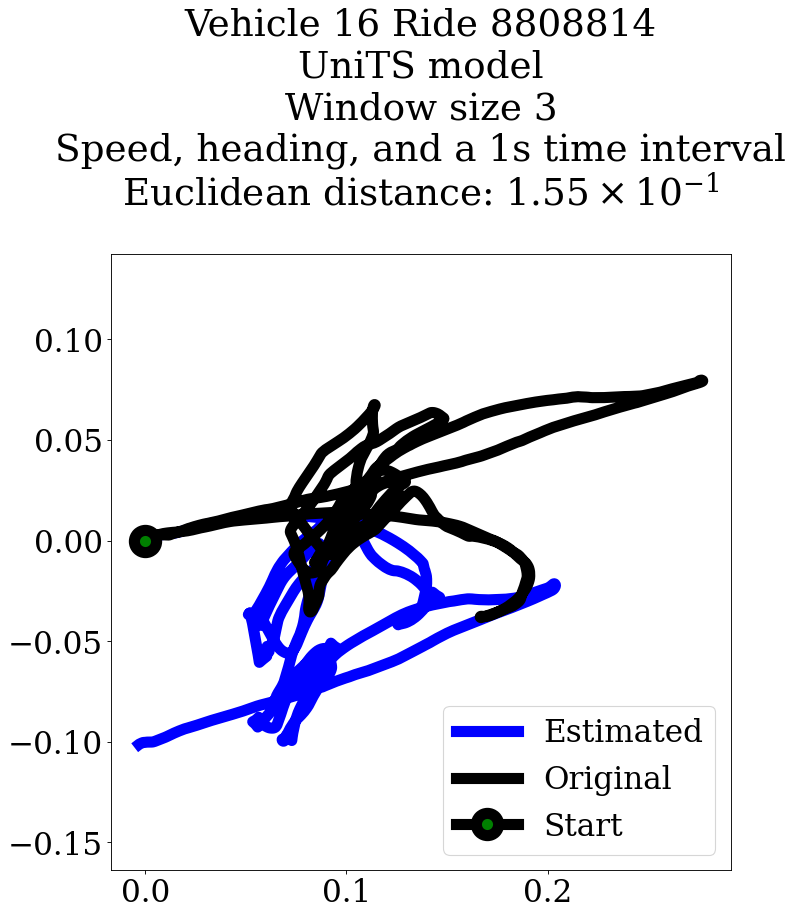 Vehicle 16 Ride 8808814
UniTS model
Window size 3
Speed, heading, and a 1s time interval
Euclidean distance: 1.55 × 10⁻¹
0.10
0.05
0.00
−0.05
−0.10
−0.15
Estimated
Original
Start
0.0 0.1 0.2